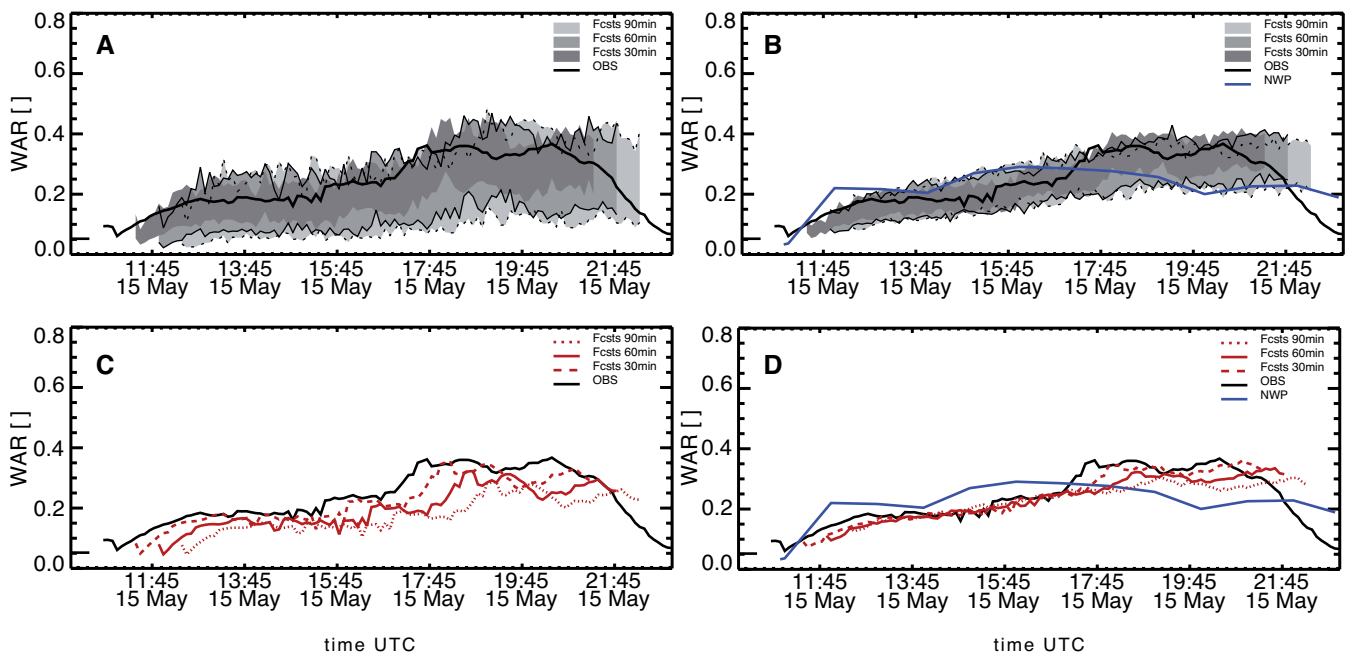 A
WAR [ ]
0.8
0.6
0.4
0.2
0.0
Fcsts 90min
Fcsts 60min
Fcsts 30min
OBS
11:45 13:45 15:45 17:45 19:45 21:45
15 May 15 May 15 May 15 May 15 May 15 May
B
WAR [ ]
0.8
0.6
0.4
0.2
0.0
Fcsts 90min
Fcsts 60min
Fcsts 30min
OBS
NWP
11:45 13:45 15:45 17:45 19:45 21:45
15 May 15 May 15 May 15 May 15 May 15 May
C
WAR [ ]
0.8
0.6
0.4
0.2
0.0
Fcsts 90min
Fcsts 60min
Fcsts 30min
OBS
11:45 13:45 15:45 17:45 19:45 21:45
15 May 15 May 15 May 15 May 15 May 15 May
time UTC
D
WAR [ ]
0.8
0.6
0.4
0.2
0.0
Fcsts 90min
Fcsts 60min
Fcsts 30min
OBS
NWP
11:45 13:45 15:45 17:45 19:45 21:45
15 May 15 May 15 May 15 May 15 May 15 May
time UTC